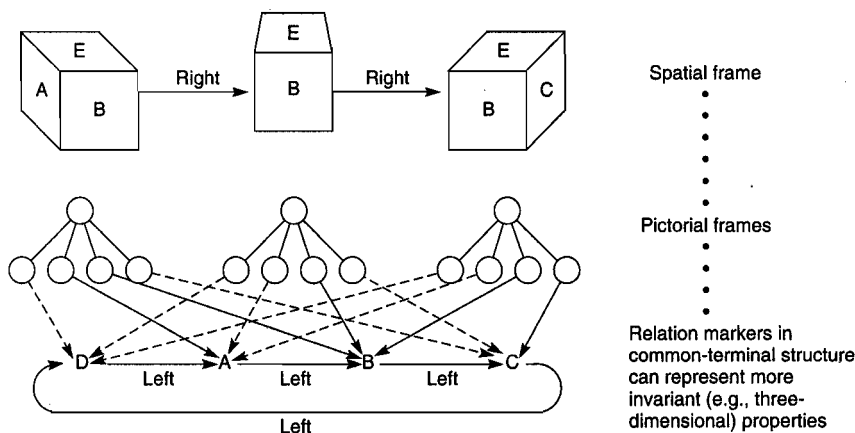 E
A
B
Right
E
B
Right
E
B
C
Spatial frame
Pictorial frames
D
A
B
C
Left
Left
Left
Left
Relation markers in
common-terminal structure
can represent more
invariant (e.g., three-
dimensional) properties